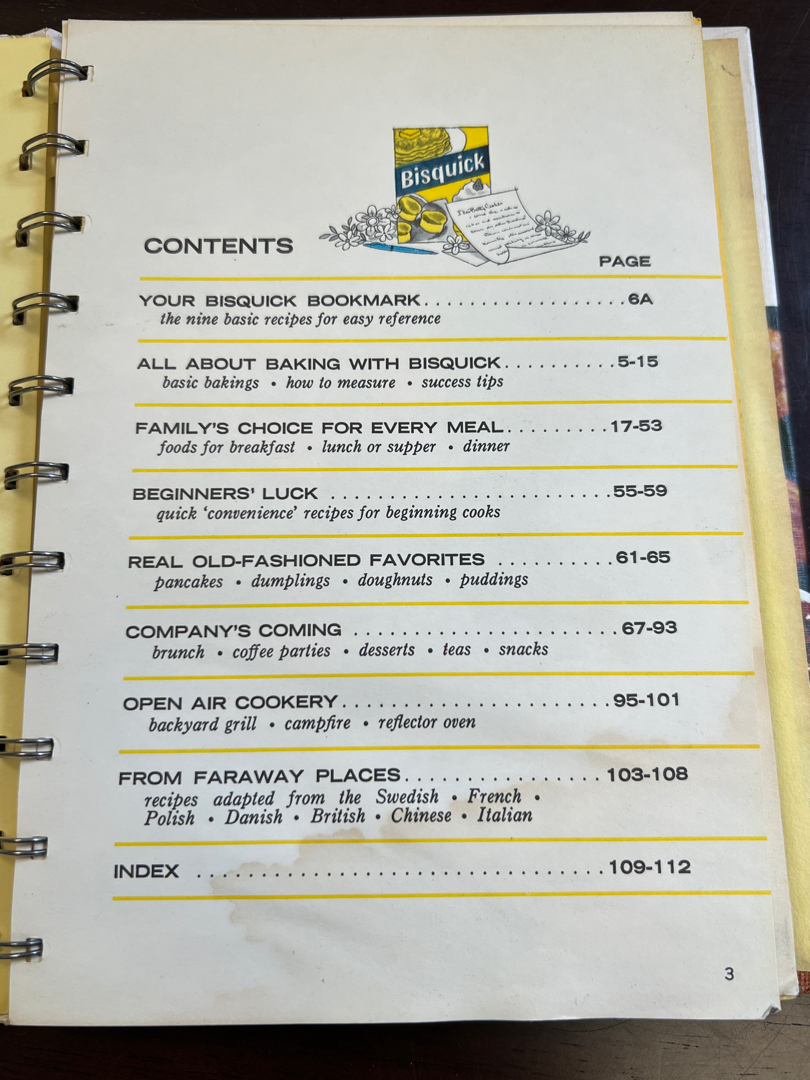 Bisquick
CONTENTS
PAGE
YOUR BISQUICK BOOKMARK. . . . . . . . . . . . . . . . . .6A
the nine basic recipes for easy reference
ALL ABOUT BAKING WITH BISQUICK. . . . . . . . . .5-15
basic bakings • how to measure • success tips
FAMILY'S CHOICE FOR EVERY MEAL. . . . . . . . .17-53
foods for breakfast • lunch or supper • dinner
BEGINNERS' LUCK . . . . . . . . . . . . . . . . . . . . . . . . .55-59
quick ‘convenience’ recipes for beginning cooks
REAL OLD-FASHIONED FAVORITES . . . . . . . . . .61-65
pancakes • dumplings • doughnuts • puddings
COMPANY'S COMING . . . . . . . . . . . . . . . . . . . . . . .67-93
brunch • coffee parties • desserts • teas • snacks
OPEN AIR COOKERY. . . . . . . . . . . . . . . . . . . . . . . .95-101
backyard grill • campfire • reflector oven
FROM FARAWAY PLACES. . . . . . . . . . . . . . . . 103-108
recipes adapted from the Swedish • French •
Polish • Danish • British • Chinese • Italian
INDEX . . . . . . . . . . . . . . . . . . . . . . . . . . . . . . . . .109-112
3